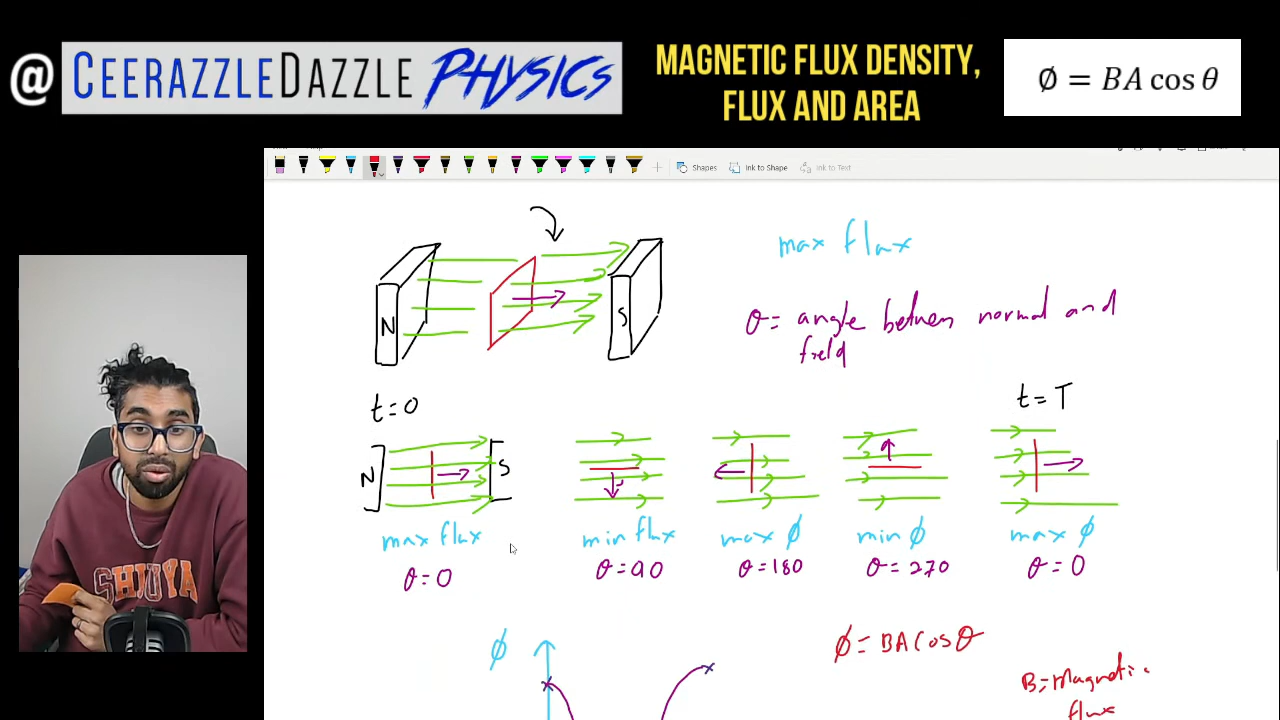 @ CEERAZZLEDAZZLE PHYSICS
MAGNETIC FLUX DENSITY,
FLUX AND AREA
∅ = BA cos θ
Shapes
Ink to Shape
Ink to Text
max flux
N
S
θ = angle between normal and
field
t=0
t=T
N
S
max flux
min flux
max ϕ
min ϕ
max ϕ
θ=0
θ=90
θ=180
θ=270
θ=0
SHIBUYA
ϕ
ϕ= BACosθ
B=Magnetic
flux